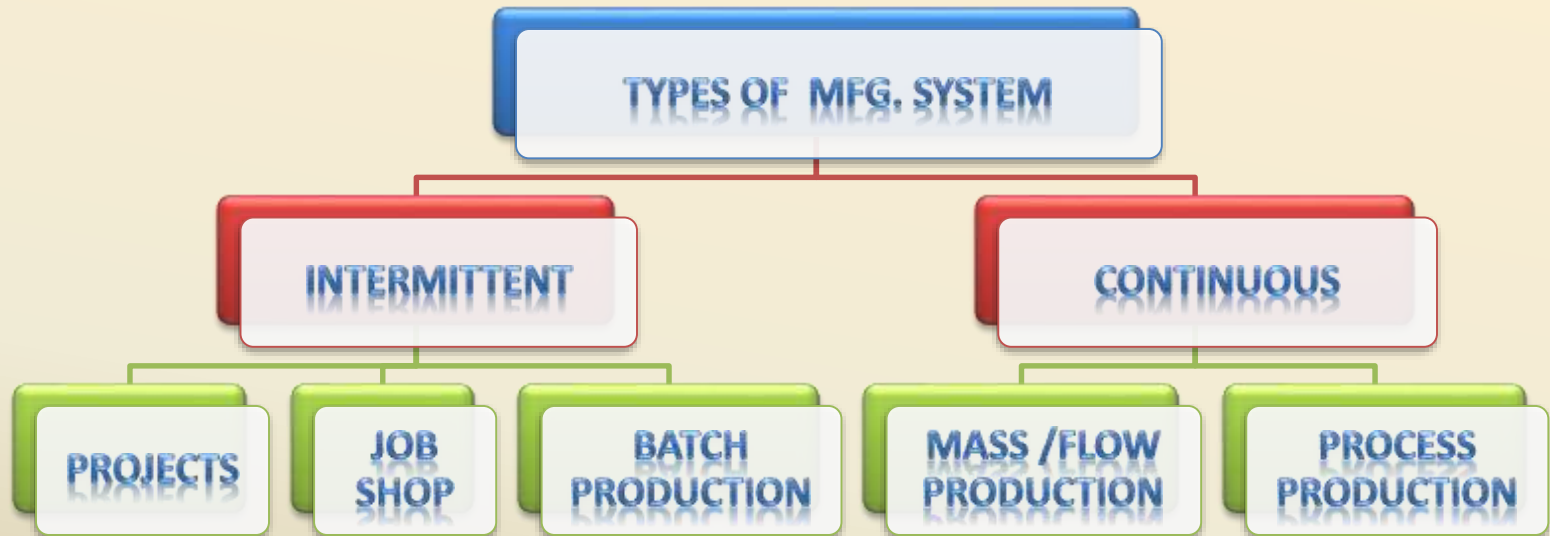 TYPES OF MFG. SYSTEM
INTERMITTENT
CONTINUOUS
PROJECTS
JOB
SHOP
BATCH
PRODUCTION
MASS /FLOW
PRODUCTION
PROCESS
PRODUCTION